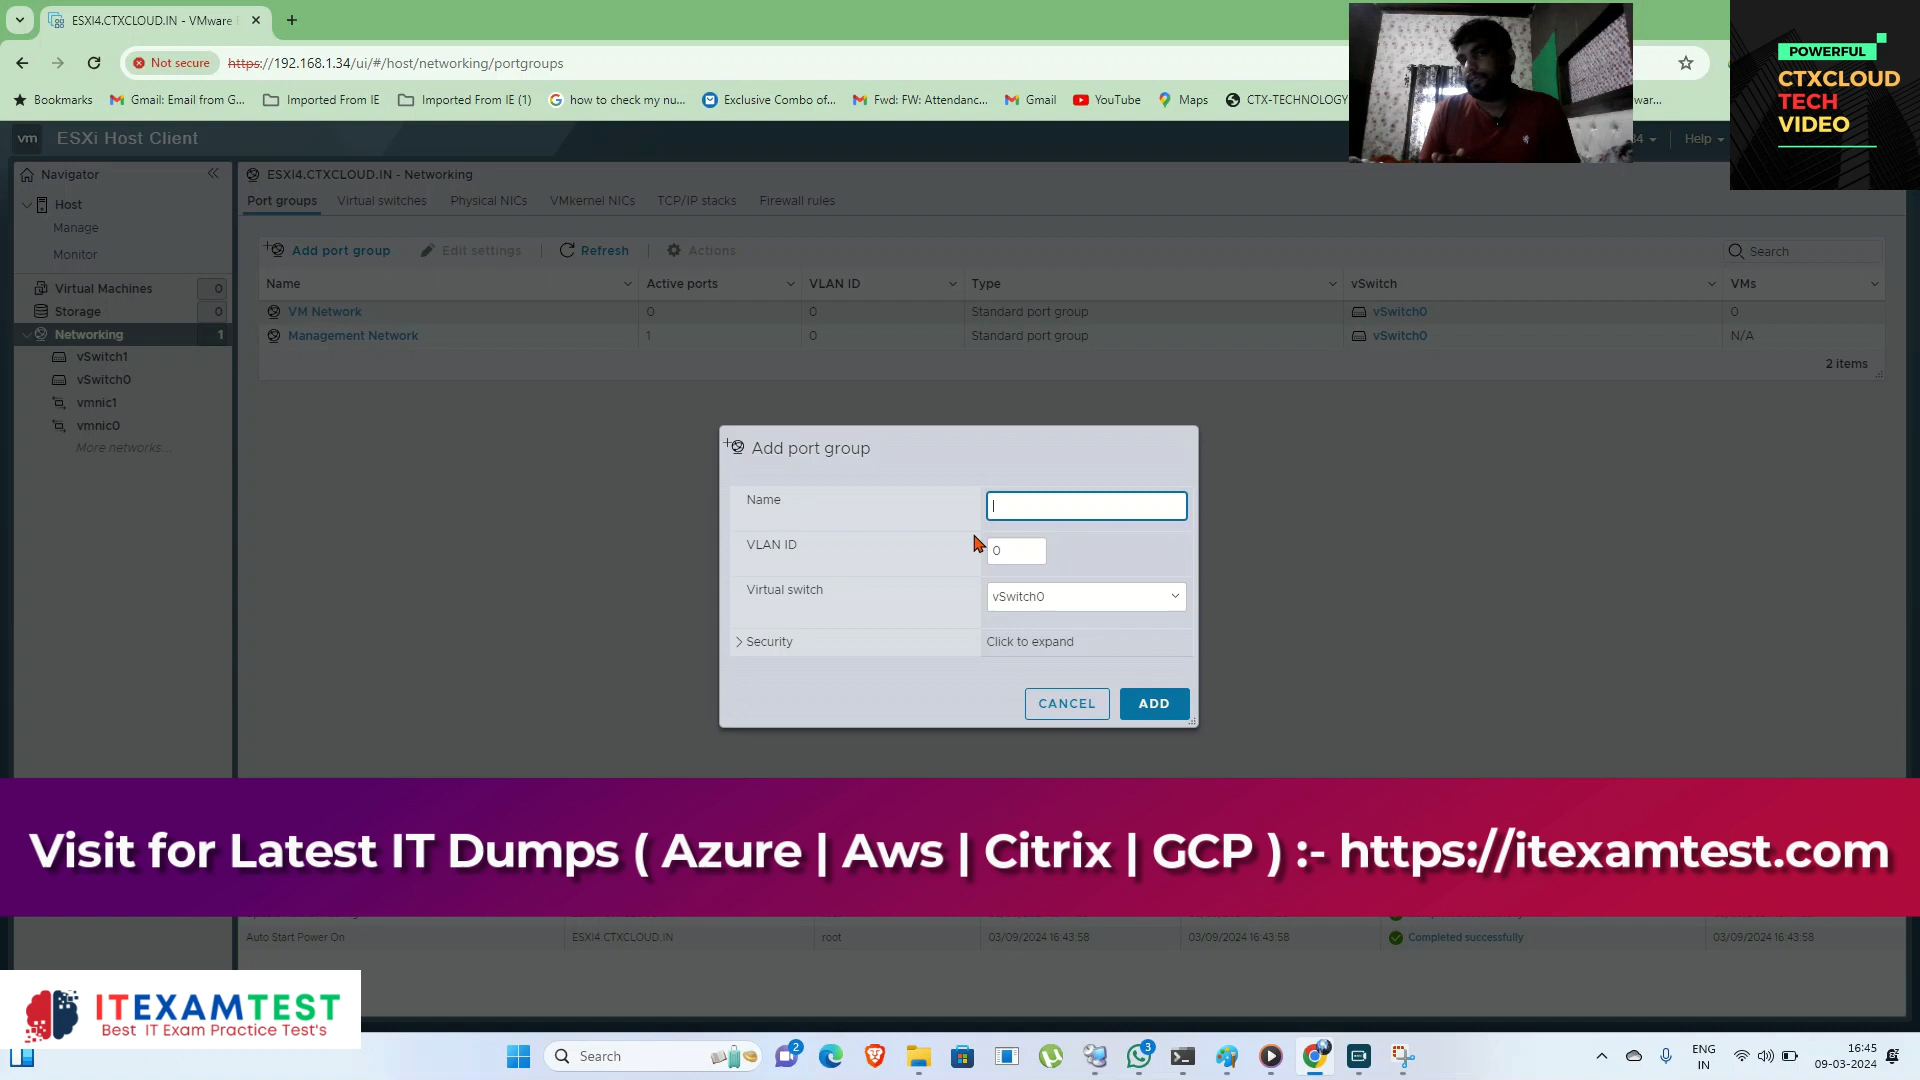 ESXI4.CTXCLOUD.IN - VMware
Not secure https://192.168.1.34/ui/#/host/networking/portgroups
Bookmarks Gmail: Email from G... Imported From IE Imported From IE (1) how to check my nu... Exclusive Combo of... Fwd: FW: Attendanc... Gmail YouTube Maps CTX-TECHNOLOGY
POWERFUL
CTXCLOUD
TECH
VIDEO
vm ESXi Host Client
Help
Navigator
Host
Manage
Monitor
Virtual Machines 0
Storage 0
Networking 1
vSwitch1
vSwitch0
vmnic1
vmnic0
More networks...
ESXI4.CTXCLOUD.IN - Networking
Port groups Virtual switches Physical NICs VMkernel NICs TCP/IP stacks Firewall rules
Add port group Edit settings Refresh Actions Search
Name Active ports VLAN ID Type vSwitch VMs
VM Network 0 0 Standard port group vSwitch0 0
Management Network 1 0 Standard port group vSwitch0 N/A
2 items
Add port group
Name
VLAN ID 0
Virtual switch vSwitch0
Security Click to expand
CANCEL ADD
Visit for Latest IT Dumps ( Azure | Aws | Citrix | GCP ) :- https://itexamtest.com
Auto Start Power On ESXI4.CTXCLOUD.IN root 03/09/2024 16:43:58 03/09/2024 16:43:58 Completed successfully 03/09/2024 16:43:58
ITEXAMTEST
Best IT Exam Practice Test's
Search
2
3
ENG
IN
16:45
09-03-2024